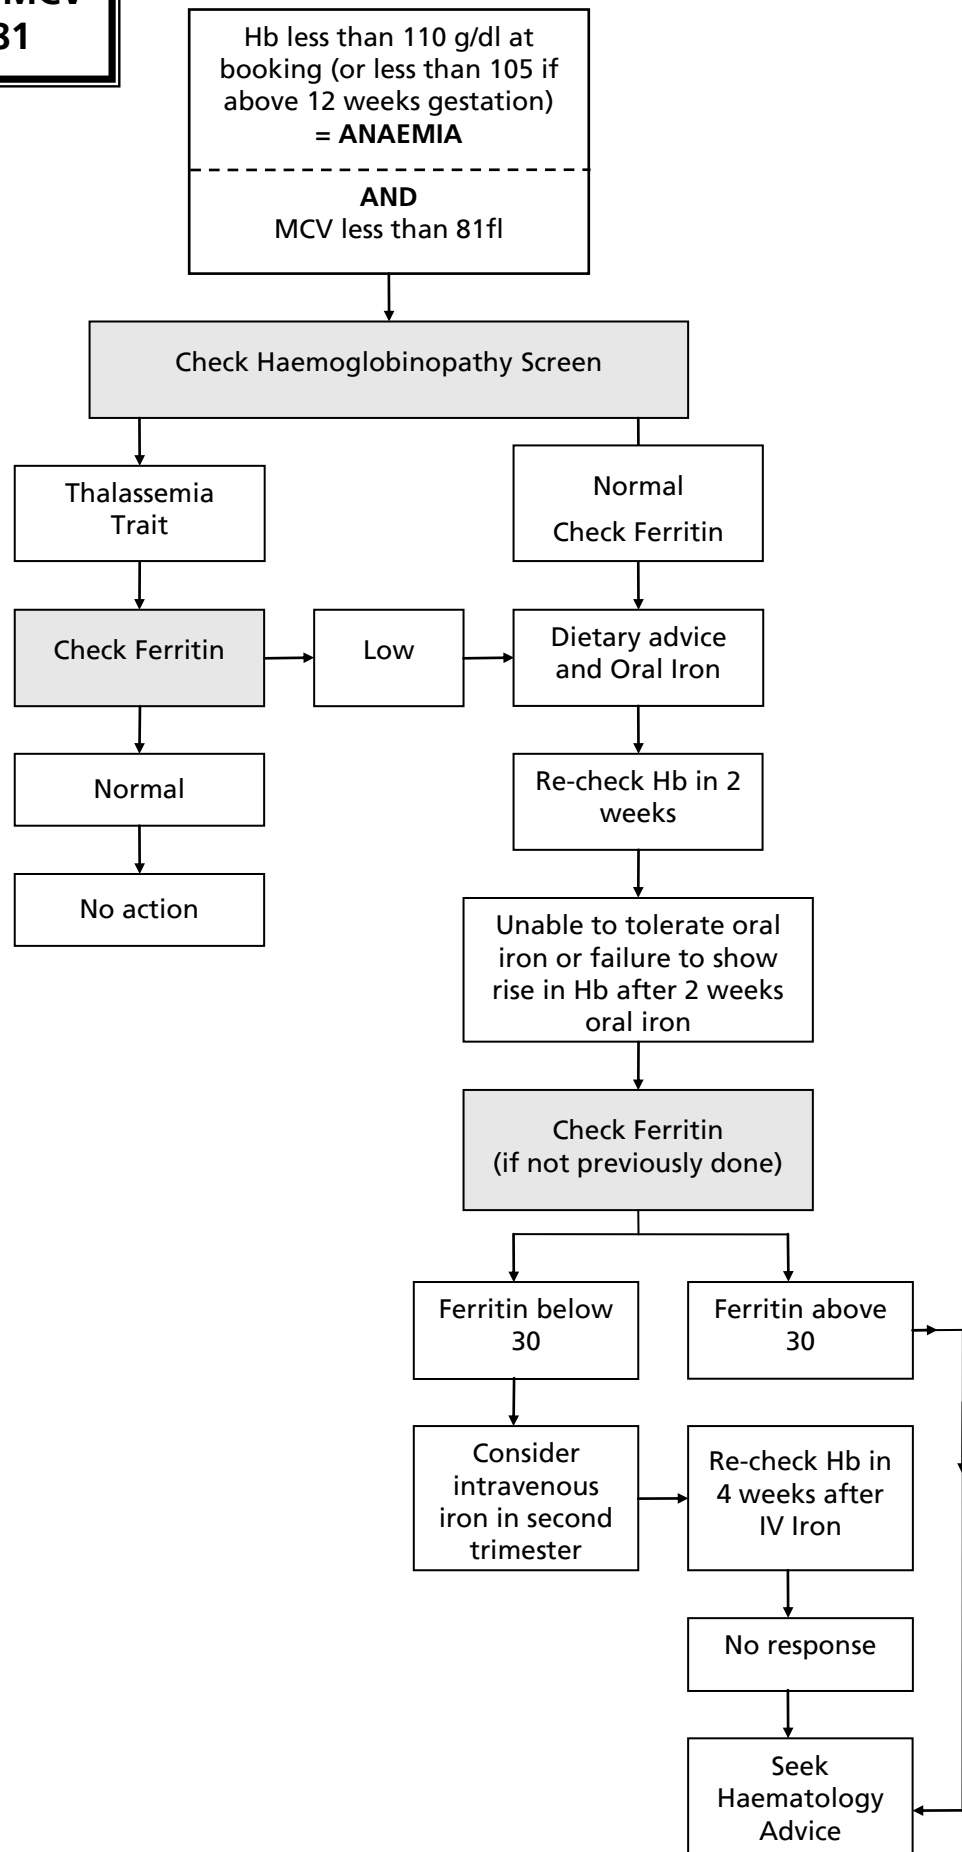 MCV
81
Hb less than 110 g/dl at
booking (or less than 105 if
above 12 weeks gestation)
= ANAEMIA
AND
MCV less than 81fl
Check Haemoglobinopathy Screen
Thalassemia
Trait
Normal
Check Ferritin
Check Ferritin
Low
Dietary advice
and Oral Iron
Normal
Re-check Hb in 2
weeks
No action
Unable to tolerate oral
iron or failure to show
rise in Hb after 2 weeks
oral iron
Check Ferritin
(if not previously done)
Ferritin below
30
Ferritin above
30
Consider
intravenous
iron in second
trimester
Re-check Hb in
4 weeks after
IV Iron
No response
Seek
Haematology
Advice